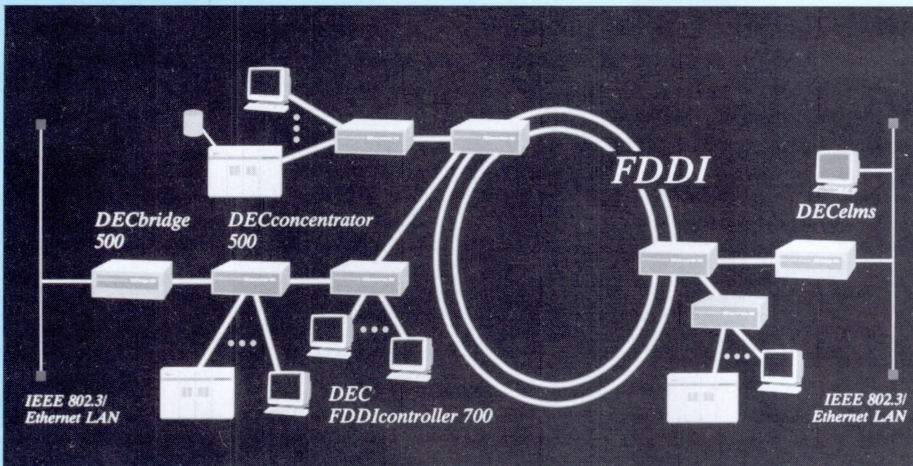 FDDI
DECbridge
500
DECconcentrator
500
DECelms
IEEE 802.3/
Ethernet LAN
DEC
FDDIcontroller 700
IEEE 802.3/
Ethernet LAN